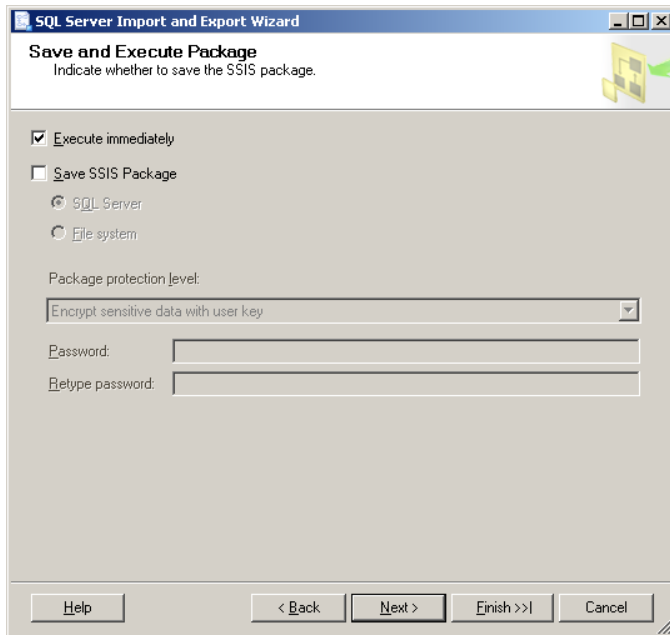 SQL Server Import and Export Wizard
Save and Execute Package
Indicate whether to save the SSIS package.
Execute immediately
Save SSIS Package
SQL Server
File system
Package protection level:
Encrypt sensitive data with user key
Password:
Retype password:
Help
< Back
Next >
Finish >>|
Cancel